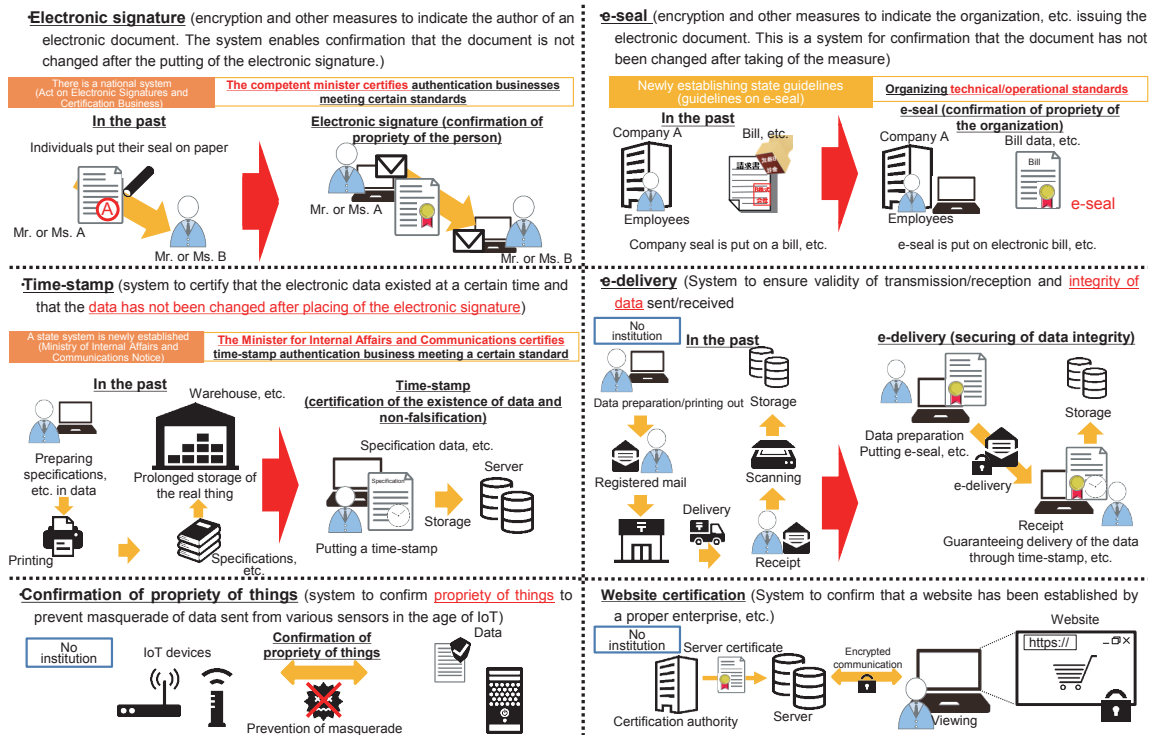 ・Electronic signature (encryption and other measures to indicate the author of an
electronic document. The system enables confirmation that the document is not
changed after the putting of the electronic signature.)
There is a national system
(Act on Electronic Signatures and
Certification Business)
The competent minister certifies authentication businesses
meeting certain standards
In the past
Individuals put their seal on paper
A
Mr. or Ms. A
Mr. or Ms. B
Electronic signature (confirmation of
propriety of the person)
Mr. or Ms. A
Mr. or Ms. B
・e-seal (encryption and other measures to indicate the organization, etc. issuing the
electronic document. This is a system for confirmation that the document has not
been changed after taking of the measure)
Newly establishing state guidelines
(guidelines on e-seal)
Organizing technical/operational standards
In the past
Company A
Bill, etc.
請求書
Employees
Company seal is put on a bill, etc.
e-seal (confirmation of propriety of
the organization)
Company A
Bill data, etc.
Bill
e-seal
Employees
e-seal is put on electronic bill, etc.
・Time-stamp (system to certify that the electronic data existed at a certain time and
that the data has not been changed after placing of the electronic signature)
A state system is newly established
(Ministry of Internal Affairs and
Communications Notice)
The Minister for Internal Affairs and Communications certifies
time-stamp authentication business meeting a certain standard
In the past
Warehouse, etc.
Preparing
specifications,
etc. in data
Prolonged storage of
the real thing
Printing
Specifications,
etc.
Time-stamp
(certification of the existence of data and
non-falsification)
Specification data, etc.
Specification
Server
Storage
Putting a time-stamp
・e-delivery (System to ensure validity of transmission/reception and integrity of
data sent/received
No
institution
In the past
Data preparation/printing out
Storage
Registered mail
Scanning
Delivery
〒
〒
Receipt
e-delivery (securing of data integrity)
Storage
Data preparation
Putting e-seal, etc.
e-delivery
Receipt
Guaranteeing delivery of the data
through time-stamp, etc.
・Confirmation of propriety of things (system to confirm propriety of things to
prevent masquerade of data sent from various sensors in the age of IoT)
No
institution
IoT devices
Confirmation of
propriety of things
Data
Prevention of masquerade
Website certification (System to confirm that a website has been established by
a proper enterprise, etc.)
No
institution
Server certificate
Encrypted
communication
Website
https://
Certification authority
Server
Viewing